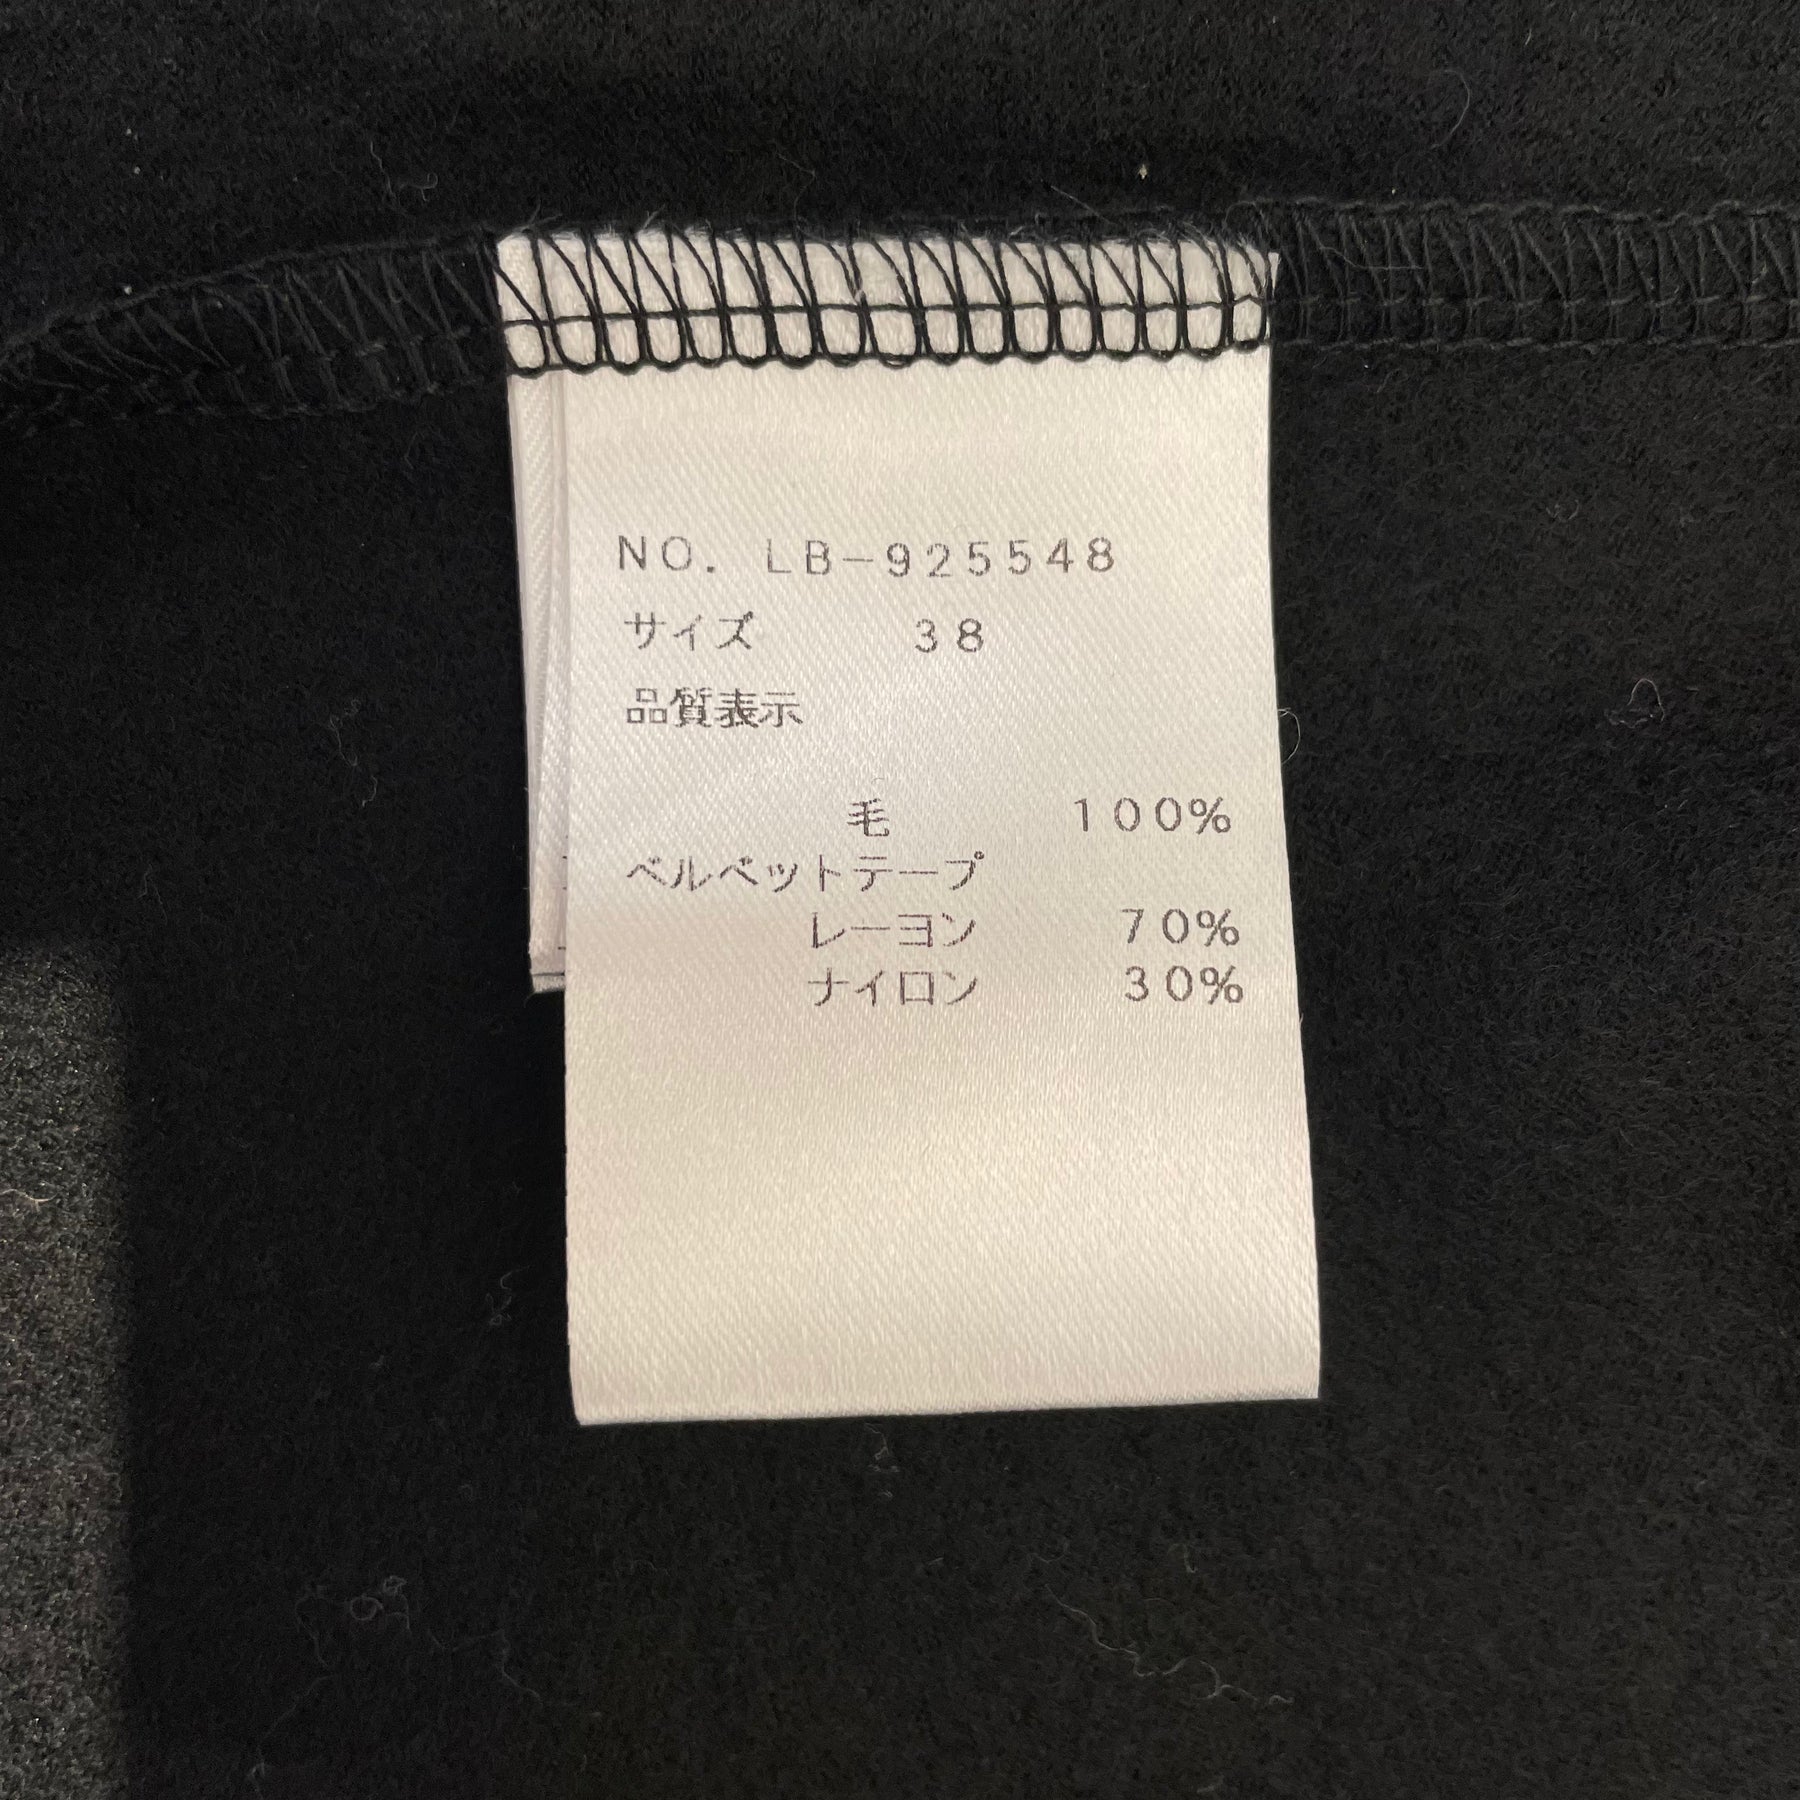 NO. LB-925548
サイズ 38
品質表示
毛 100%
ベルベットテープ
レーヨン 70%
ナイロン 30%